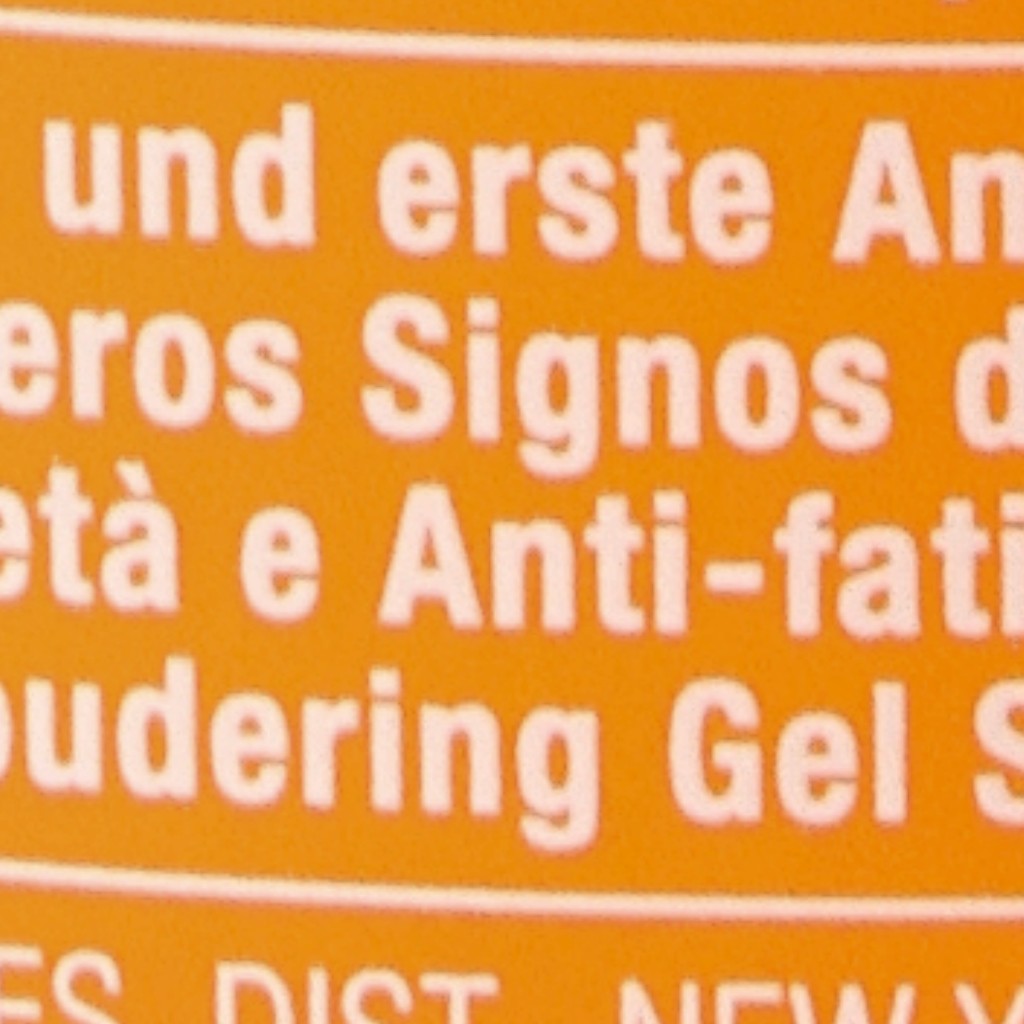 und erste An
eros Signos d
età e Anti-fati
oudering Gel S
ES DIST. NEW Y